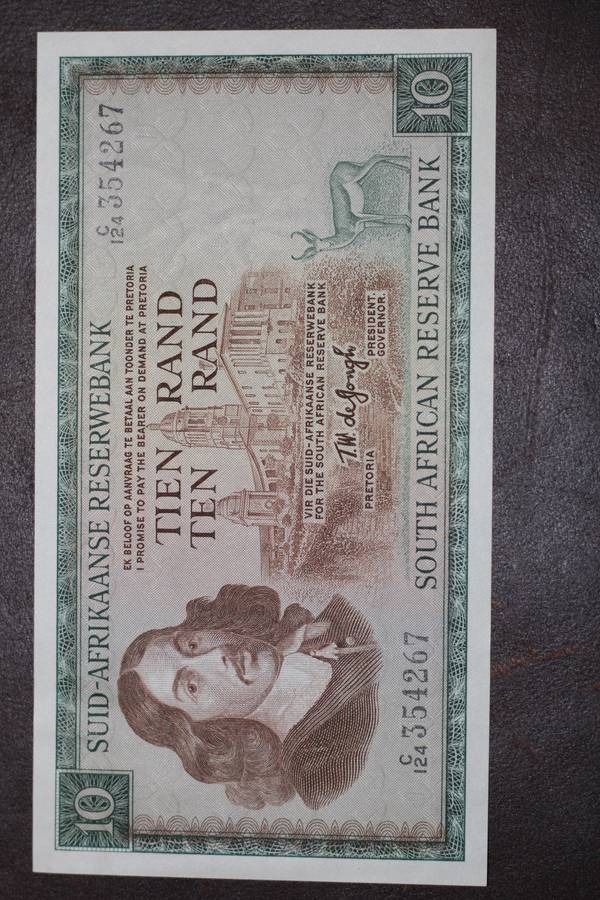 SUID-AFRIKAANSE RESERWEBANK
10
C/124 354267
EK BELOOF OP AANVRAAG TE BETAAL AAN TOONDER TE PRETORIA
I PROMISE TO PAY THE BEARER ON DEMAND AT PRETORIA
TIEN RAND
TEN RAND
VIR DIE SUID-AFRIKAANSE RESERWEBANK
FOR THE SOUTH AFRICAN RESERVE BANK
T.W. de Jongh
PRETORIA
PRESIDENT.
GOVERNOR.
C/124 354267
SOUTH AFRICAN RESERVE BANK
10